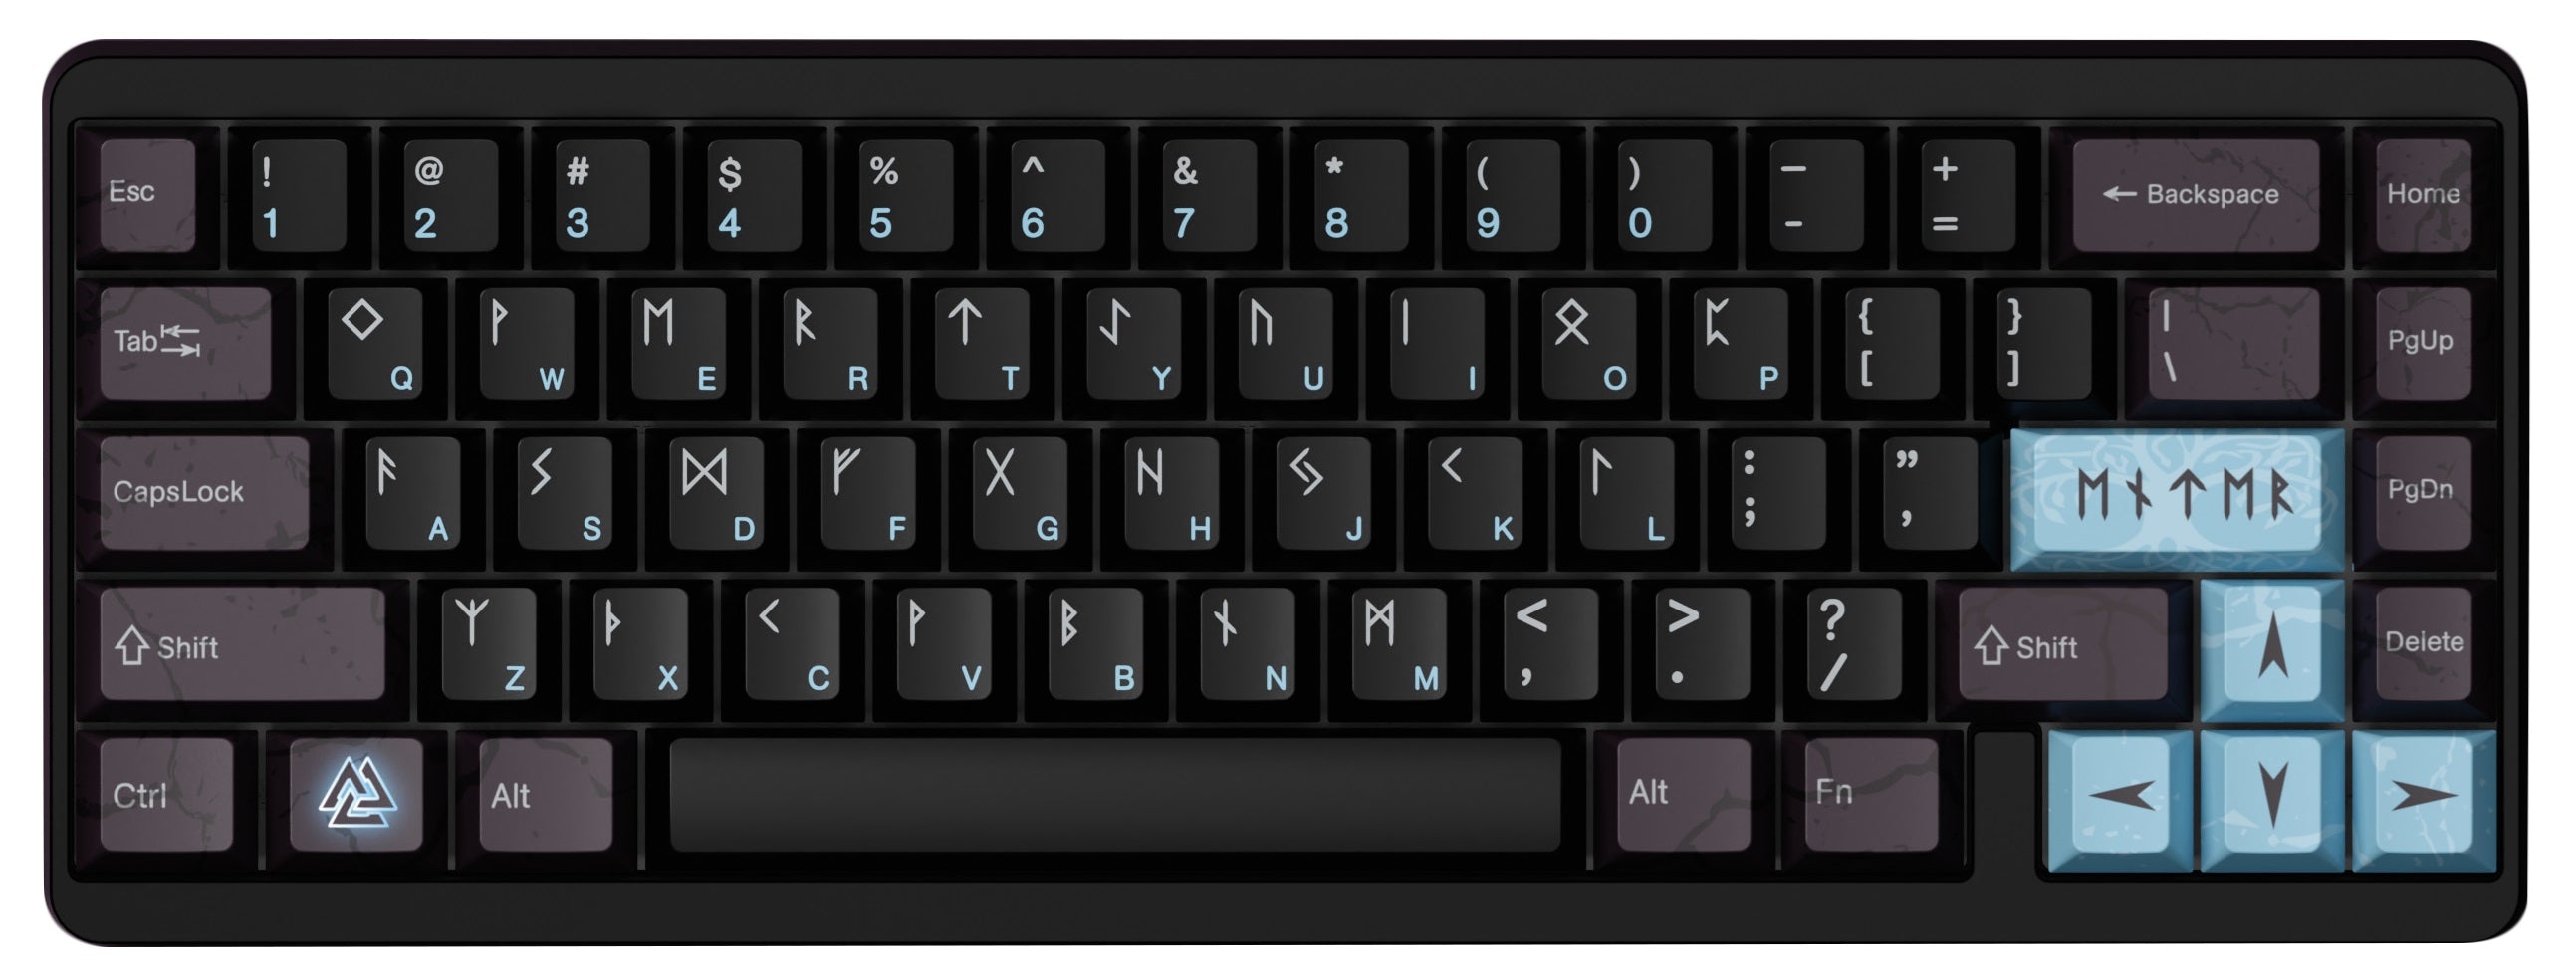 Esc ! 1 @ 2 # 3 $ 4 % 5 ^ 6 & 7 * 8 ( 9 ) 0 — - + = ← Backspace Home
Tab ⭾ ᛜ Q ᚹ W ᛖ E ᚱ R ᛏ T ᛇ Y ᚢ U ᛁ I ᛟ O ᛈ P { [ } ] | \ PgUp
CapsLock ᚨ A ᛊ S ᛞ D ᚠ F ᚷ G ᚺ H ᛃ J ᚲ K ᛚ L : ; ” ’ ᛖᚾᛏᛖᚱ PgDn
⇧ Shift ᛉ Z ᚦ X ᚲ C ᚹ V ᛒ B ᚾ N ᛗ M < , > . ? / ⇧ Shift Delete
Ctrl Alt Alt Fn